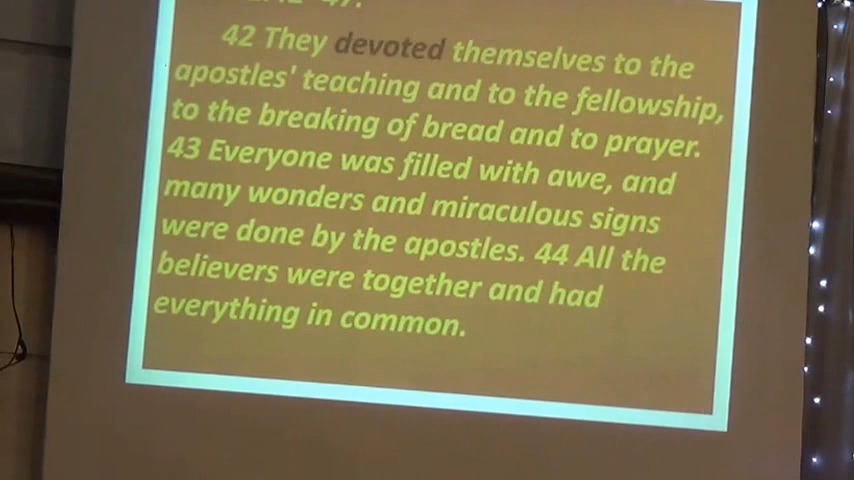 42 They devoted themselves to the
apostles' teaching and to the fellowship,
to the breaking of bread and to prayer.
43 Everyone was filled with awe, and
many wonders and miraculous signs
were done by the apostles. 44 All the
believers were together and had
everything in common.